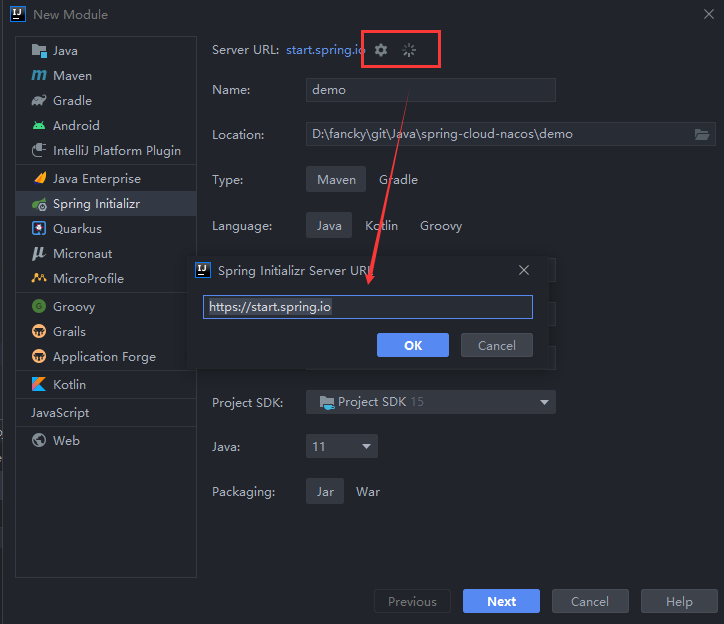 New Module
Java
Maven
Gradle
Android
IntelliJ Platform Plugin
Java Enterprise
Spring Initializr
Quarkus
Micronaut
MicroProfile
Groovy
Grails
Application Forge
Kotlin
JavaScript
Web
Server URL: start.spring.io
Name: demo
Location: D:\fancky\git\Java\spring-cloud-nacos\demo
Type: Maven Gradle
Language: Java Kotlin Groovy
Spring Initializr Server URL
https://start.spring.io
OK Cancel
Project SDK: Project SDK 15
Java: 11
Packaging: Jar War
Previous Next Cancel Help